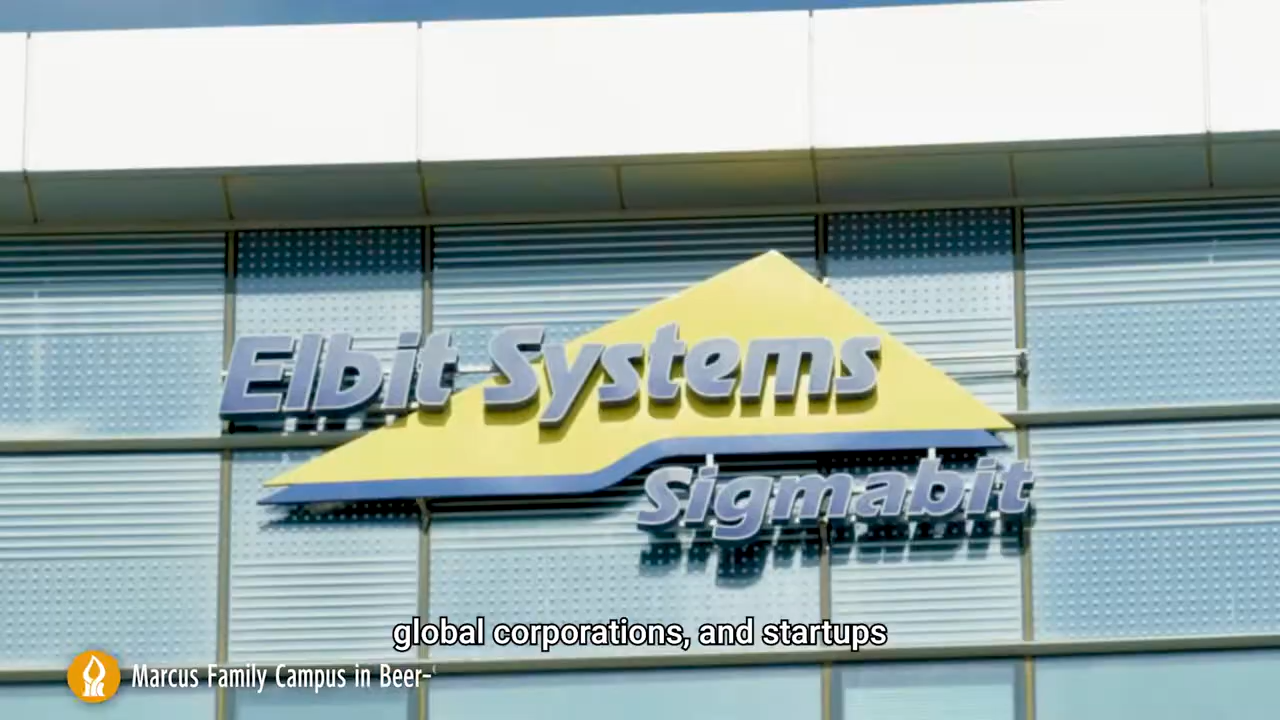 Elbit Systems
Sigmabit
global corporations, and startups
Marcus Family Campus in Beer-